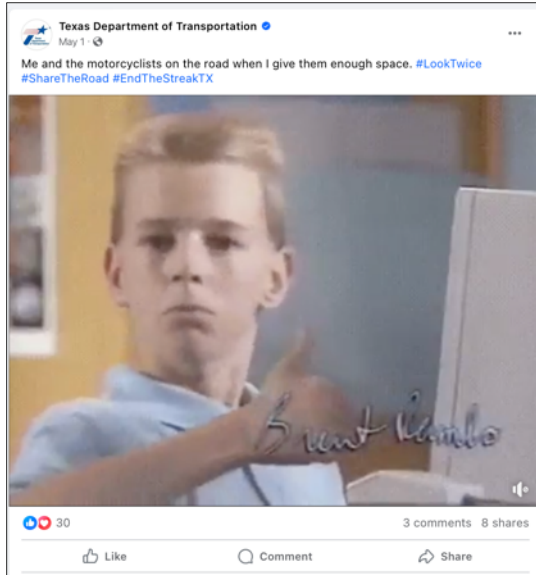 Texas Department of Transportation
May 1 ·
Me and the motorcyclists on the road when I give them enough space. #LookTwice
#ShareTheRoad #EndTheStreakTX
Brent Rambo
30
3 comments 8 shares
Like Comment Share